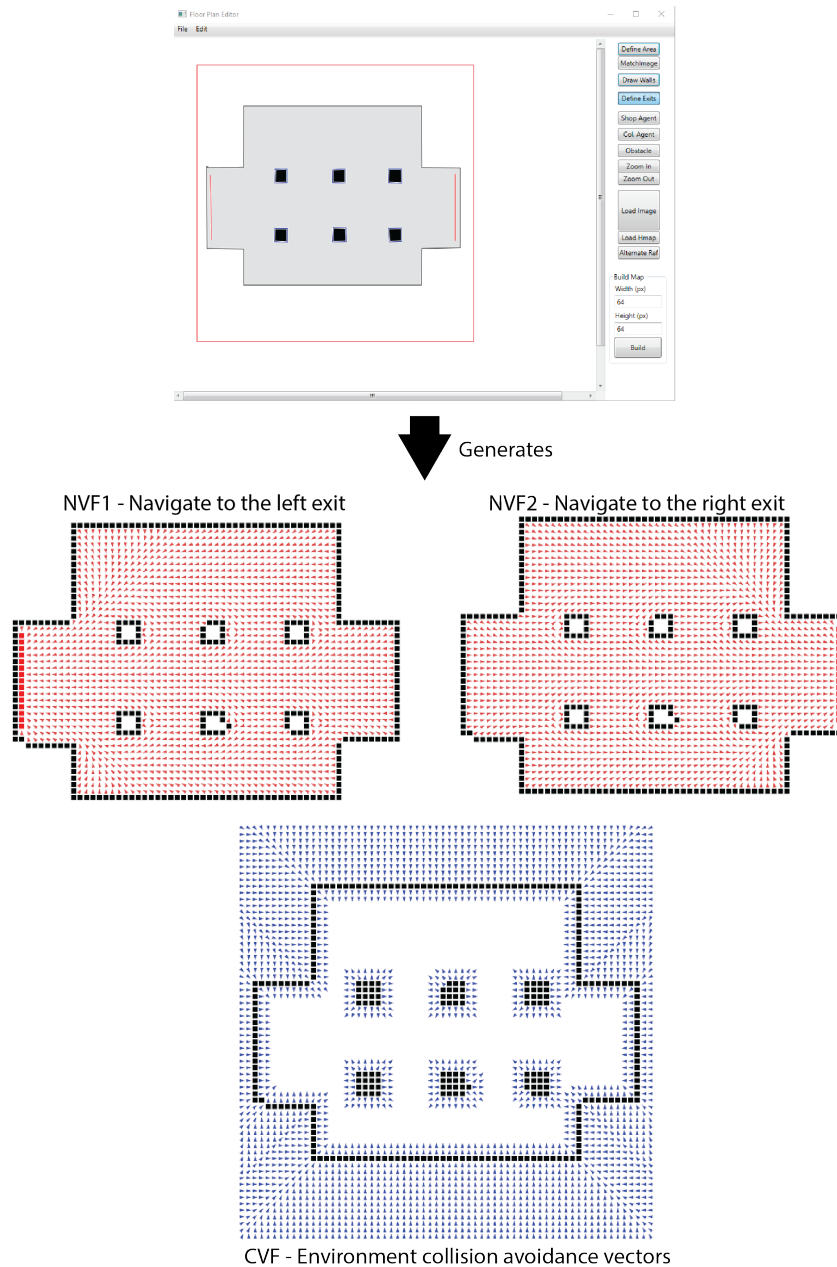 Floor Plan Editor
File Edit
Define Area
MatchImage
Draw Walls
Define Exits
Shop Agent
Col. Agent
Obstacle
Zoom In
Zoom Out
Load Image
Load Hmap
Alternate Ref
Build Map
Width (px)
64
Height (px)
64
Build
Generates
NVF1 - Navigate to the left exit
NVF2 - Navigate to the right exit
CVF - Environment collision avoidance vectors